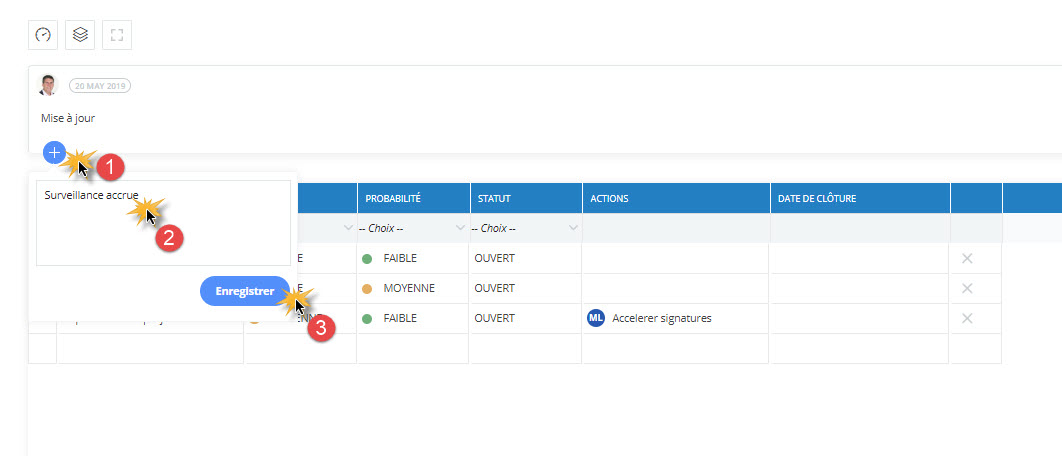 20 MAY 2019
Mise à jour
1
Surveillance accrue
2
Enregistrer
3
PROBABILITÉ STATUT ACTIONS DATE DE CLÔTURE
-- Choix -- -- Choix --
E FAIBLE OUVERT
E MOYENNE OUVERT
FAIBLE OUVERT ML Accelerer signatures